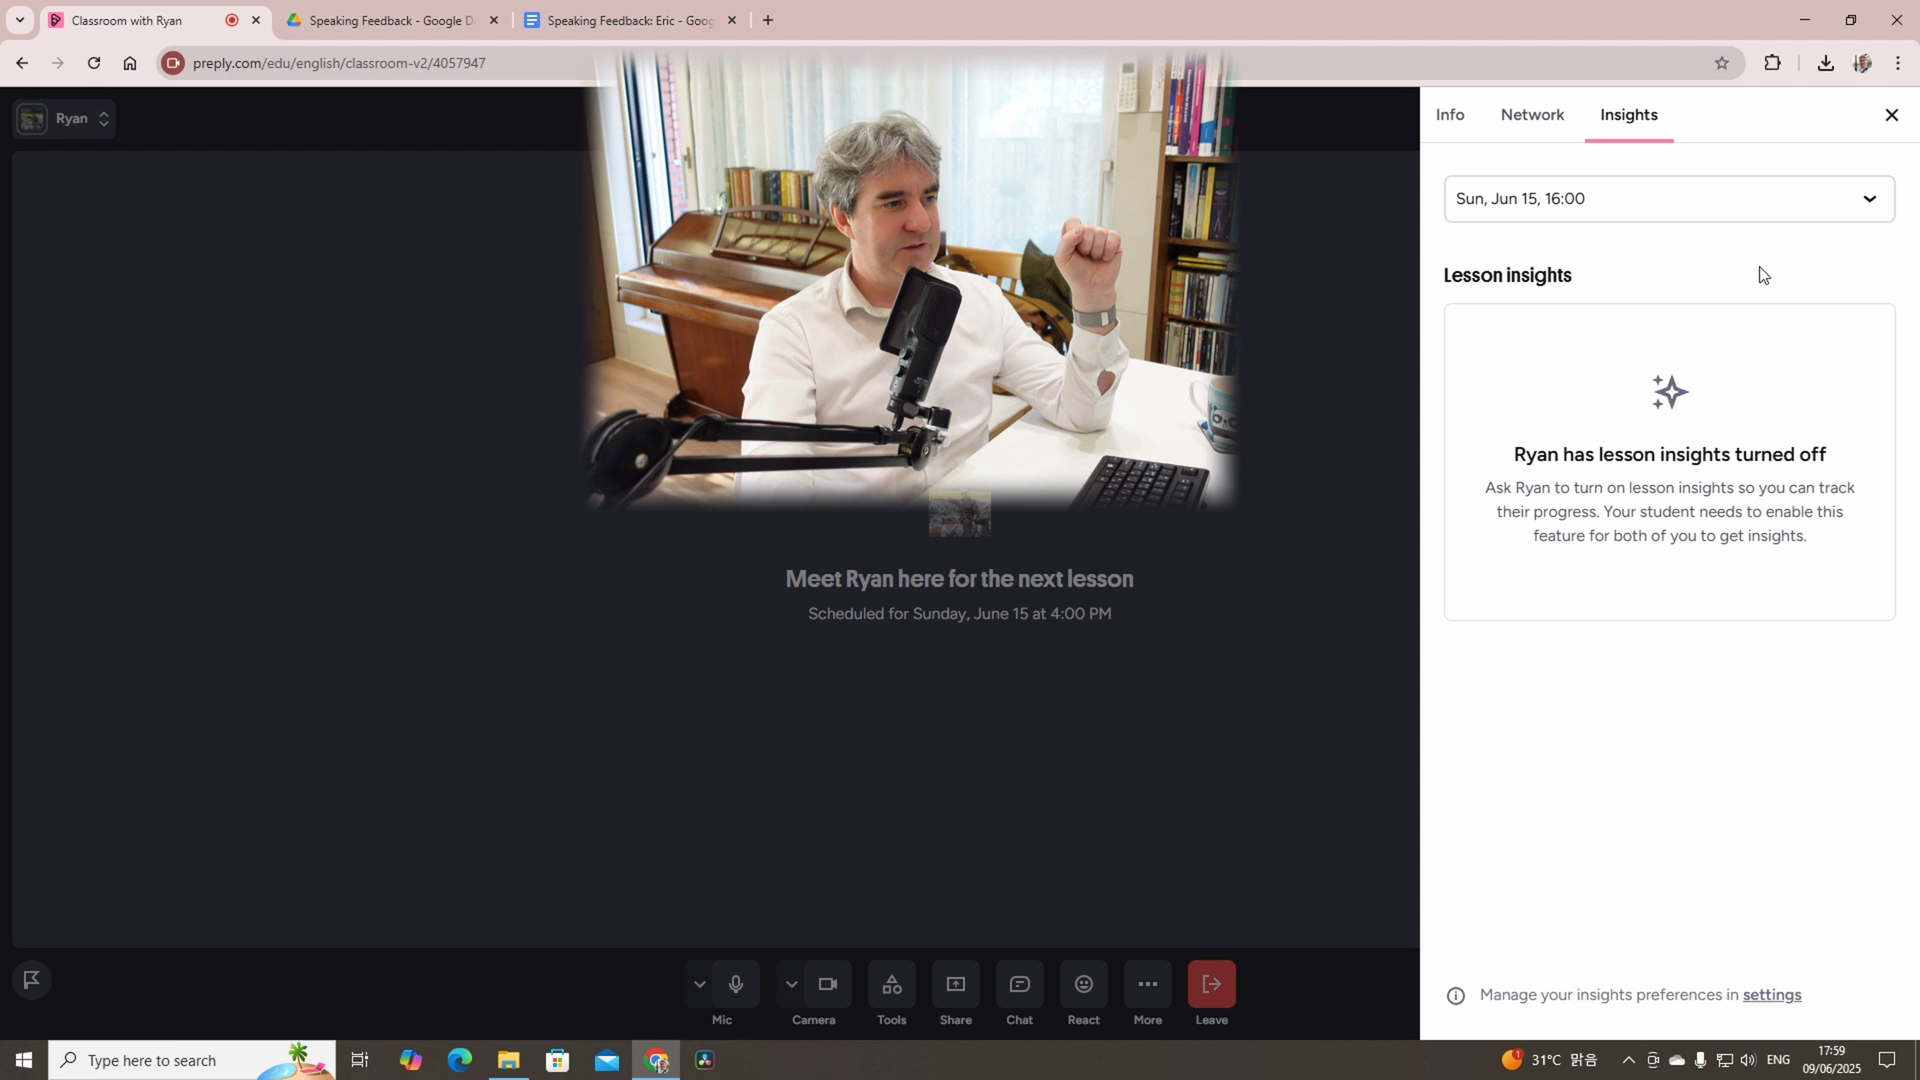 Classroom with Ryan
Speaking Feedback - Google D
Speaking Feedback: Eric - Goog
preply.com/edu/english/classroom-v2/4057947
Ryan
Info
Network
Insights
Sun, Jun 15, 16:00
Lesson insights
Ryan has lesson insights turned off
Ask Ryan to turn on lesson insights so you can track
their progress. Your student needs to enable this
feature for both of you to get insights.
Meet Ryan here for the next lesson
Scheduled for Sunday, June 15 at 4:00 PM
Manage your insights preferences in settings
Mic
Camera
Tools
Share
Chat
React
More
Leave
Type here to search
1
31°C 맑음
ENG
17:59
09/06/2025